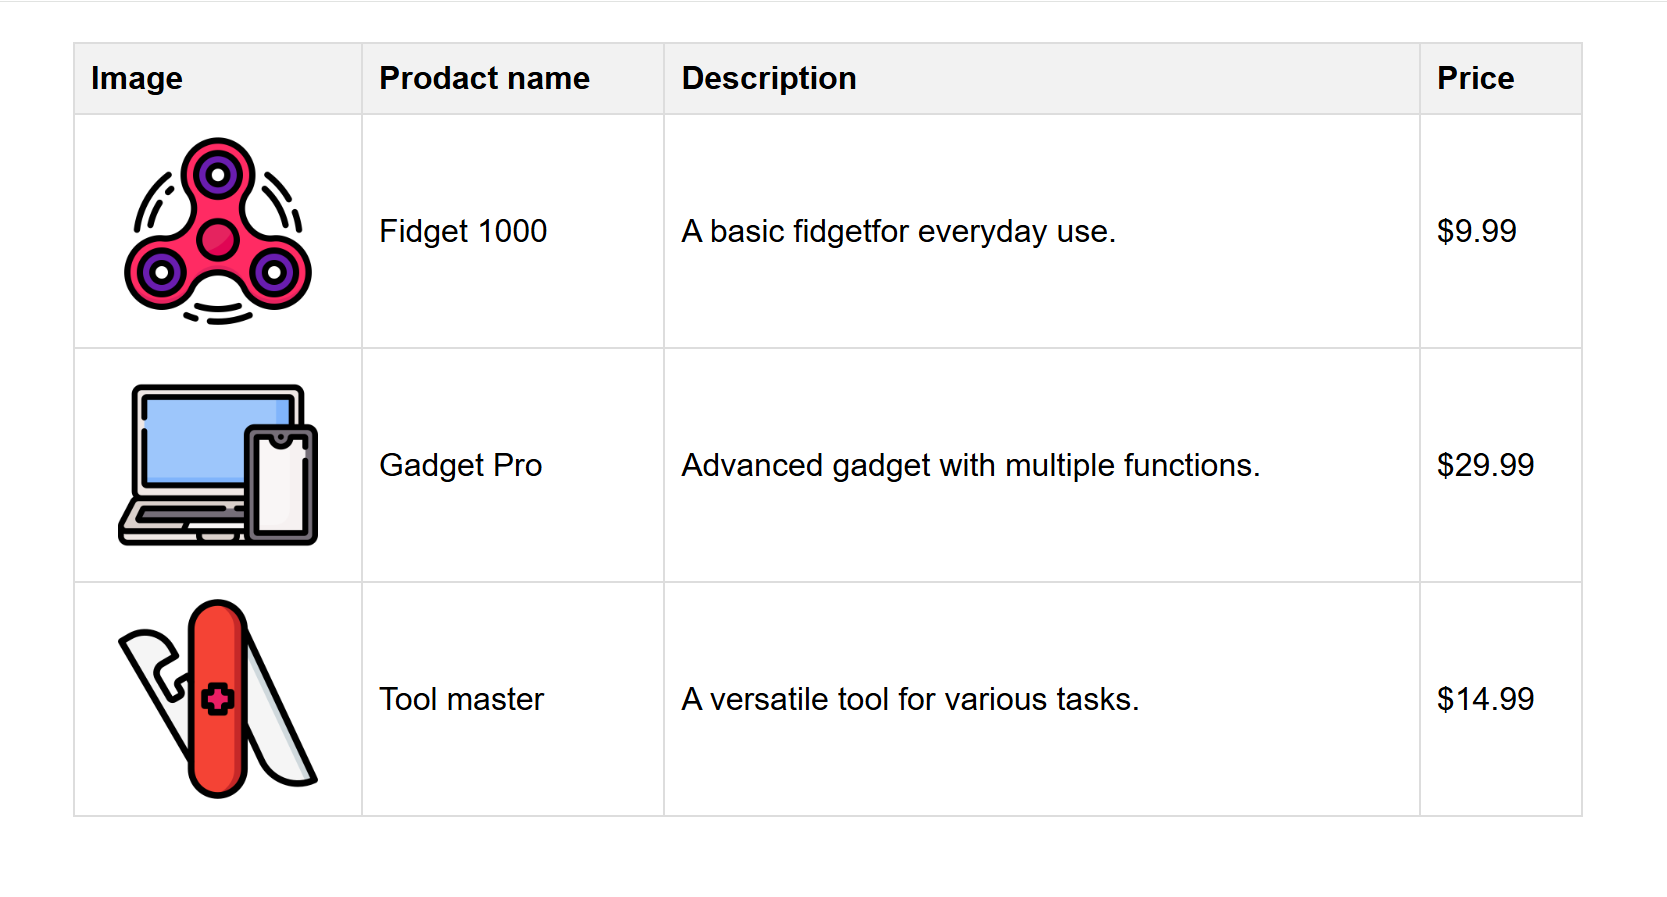 Image Prodact name Description Price
Fidget 1000 A basic fidgetfor everyday use. $9.99
Gadget Pro Advanced gadget with multiple functions. $29.99
Tool master A versatile tool for various tasks. $14.99